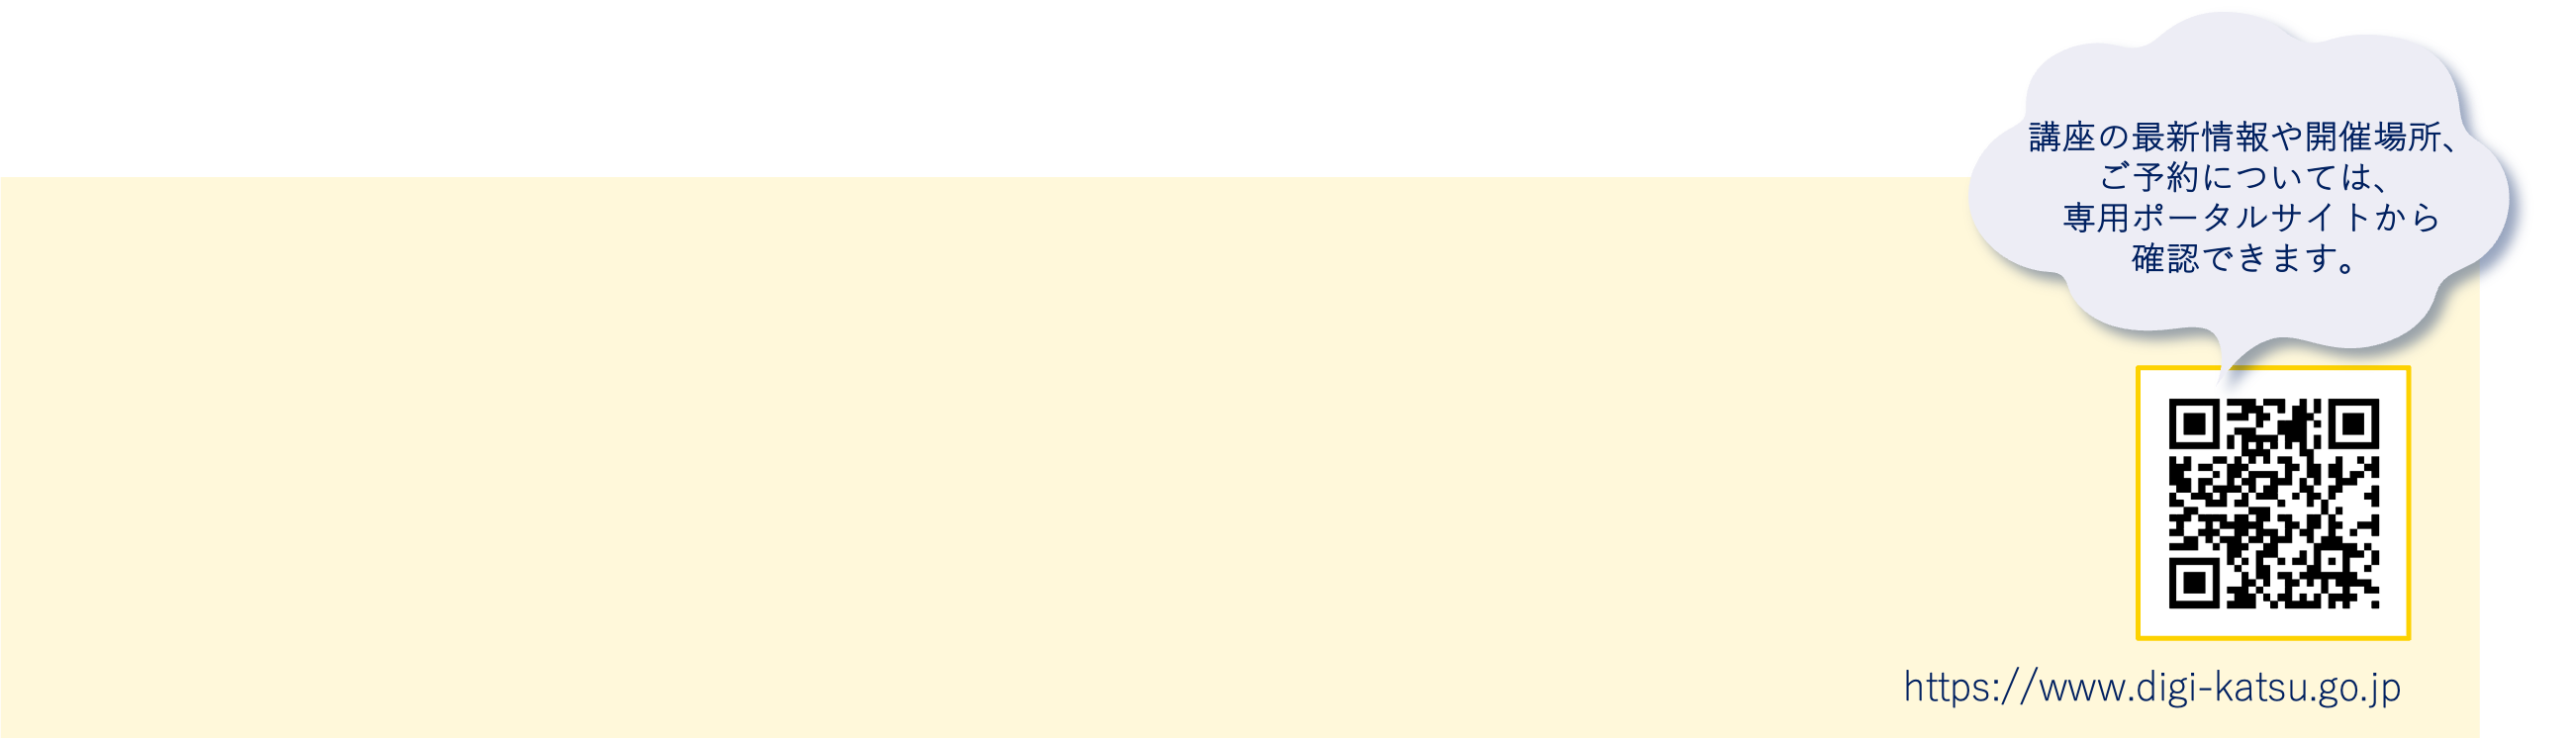 講座の最新情報や開催場所、
ご予約については、
専用ポータルサイトから
確認できます。
https://www.digi-katsu.go.jp